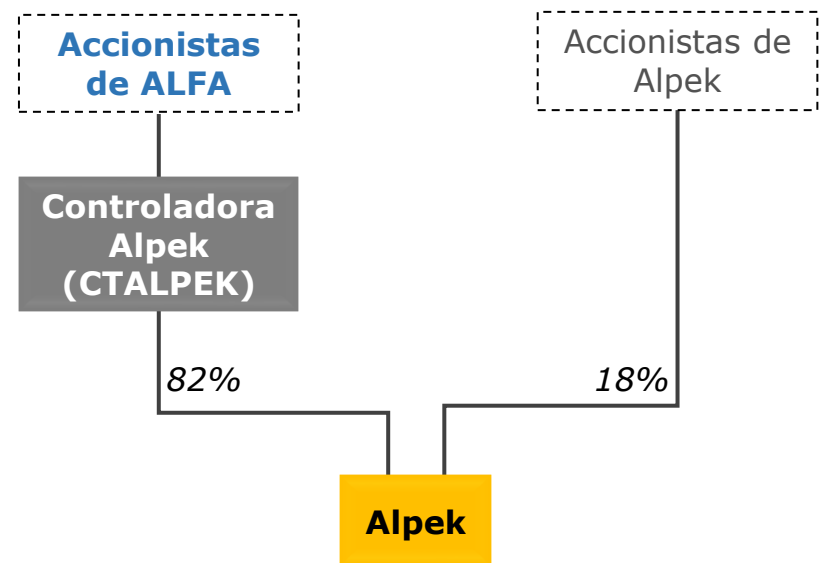 Accionistas
de ALFA
Accionistas de
Alpek
Controladora
Alpek
(CTALPEK)
82%
18%
Alpek